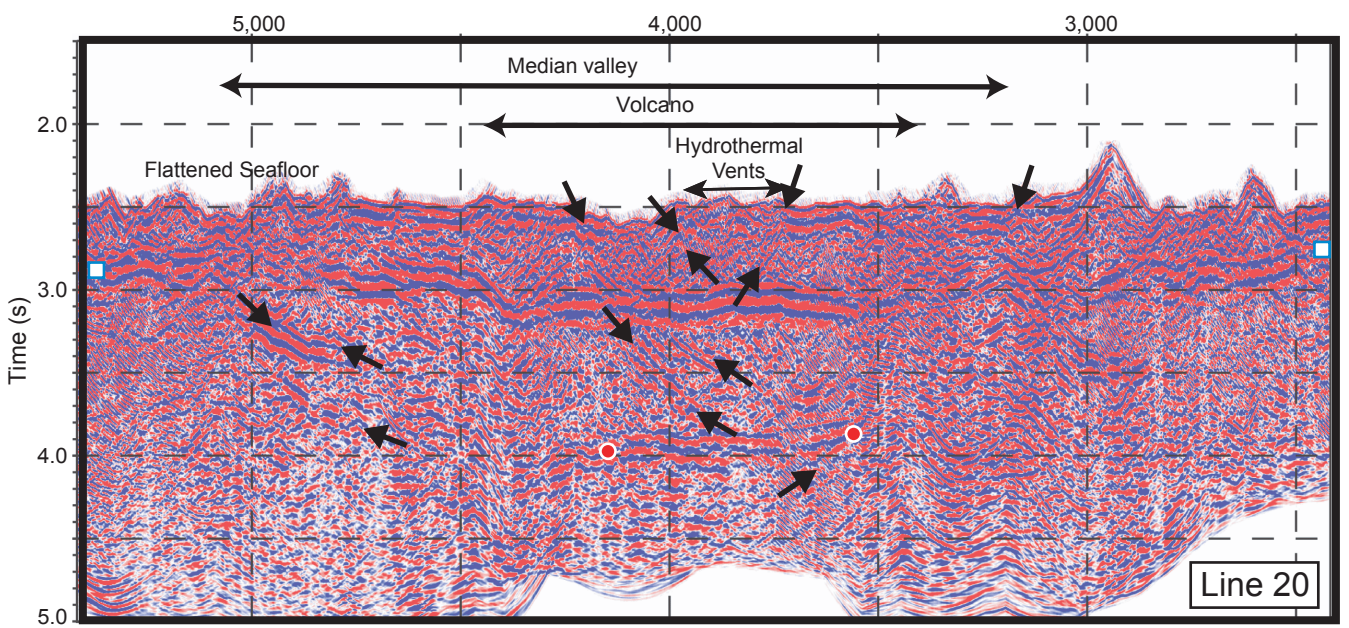 5,000 4,000 3,000
Median valley
2.0
Volcano
Hydrothermal
Vents
Flattened Seafloor
3.0
Time (s)
4.0
5.0
Line 20